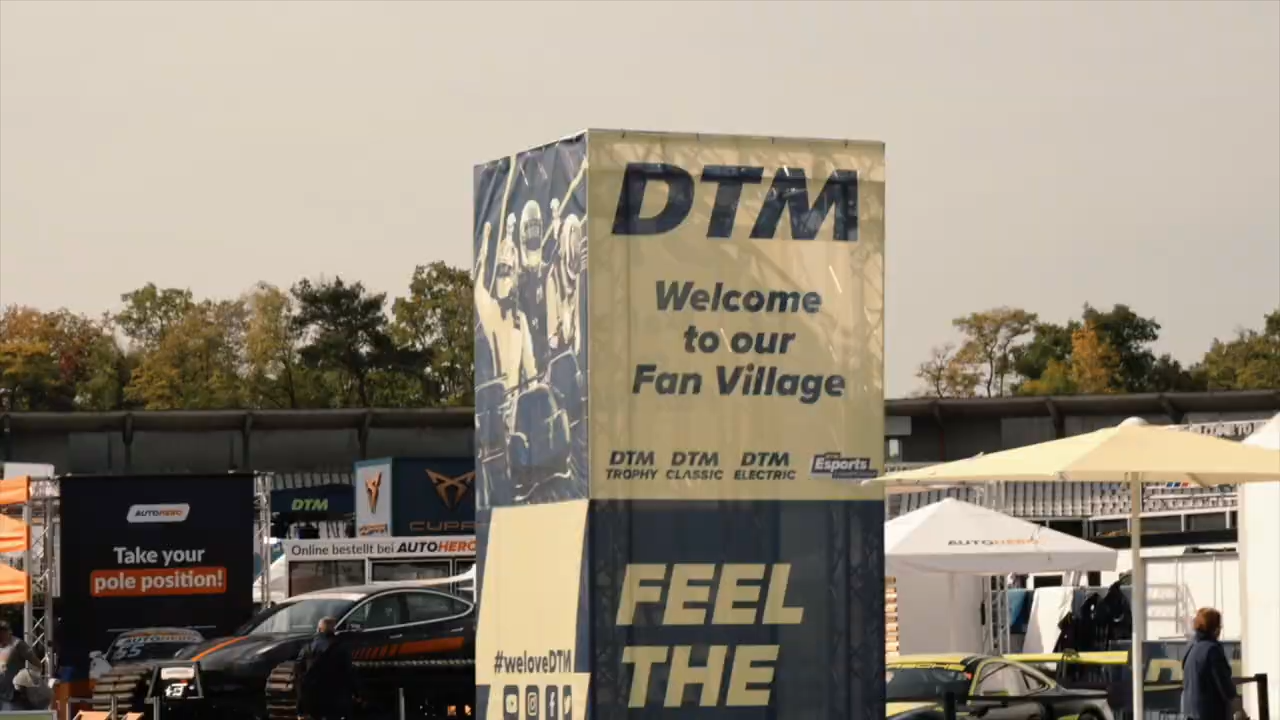 DTM
Welcome
to our
Fan Village
DTM
TROPHY
DTM
CLASSIC
DTM
ELECTRIC
Esports
FEEL
THE
#weloveDTM
AUTOHERO
Take your
pole position!
DTM
CUPRA
Online bestellt bei AUTOHERO
AUTOHERO